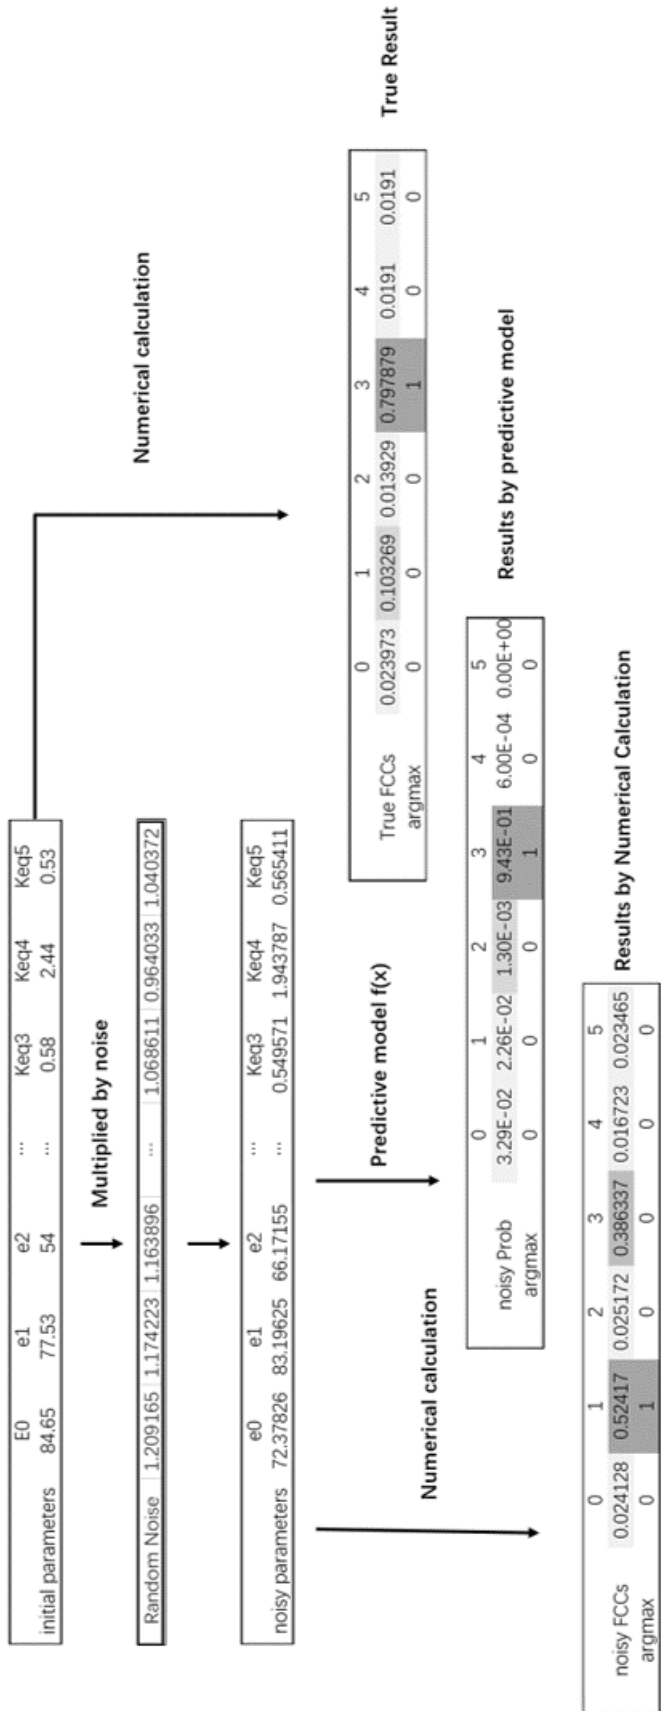 E0 e1 e2 ... Keq3 Keq4 Keq5
initial parameters 84.65 77.53 54 ... 0.58 2.44 0.53
Multiplied by noise
Numerical calculation
Random Noise 1.209165 1.174223 1.163896 ... 1.068611 0.964033 1.040372
e0 e1 e2 ... Keq3 Keq4 Keq5
noisy parameters 72.37826 83.19625 66.17155 ... 0.549571 1.943787 0.565411
Numerical calculation
Predictive model f(x)
True Result
0 1 2 3 4 5
True FCCs 0.023973 0.103269 0.013929 0.797879 0.0191 0.0191
argmax 0 0 0 1 0 0
Results by predictive model
0 1 2 3 4 5
noisy Prob 3.29E-02 2.26E-02 1.30E-03 9.43E-01 6.00E-04 0.00E+00
argmax 0 0 0 1 0 0
Results by Numerical Calculation
0 1 2 3 4 5
noisy FCCs 0.024128 0.52417 0.025172 0.386337 0.016723 0.023465
argmax 0 1 0 0 0 0